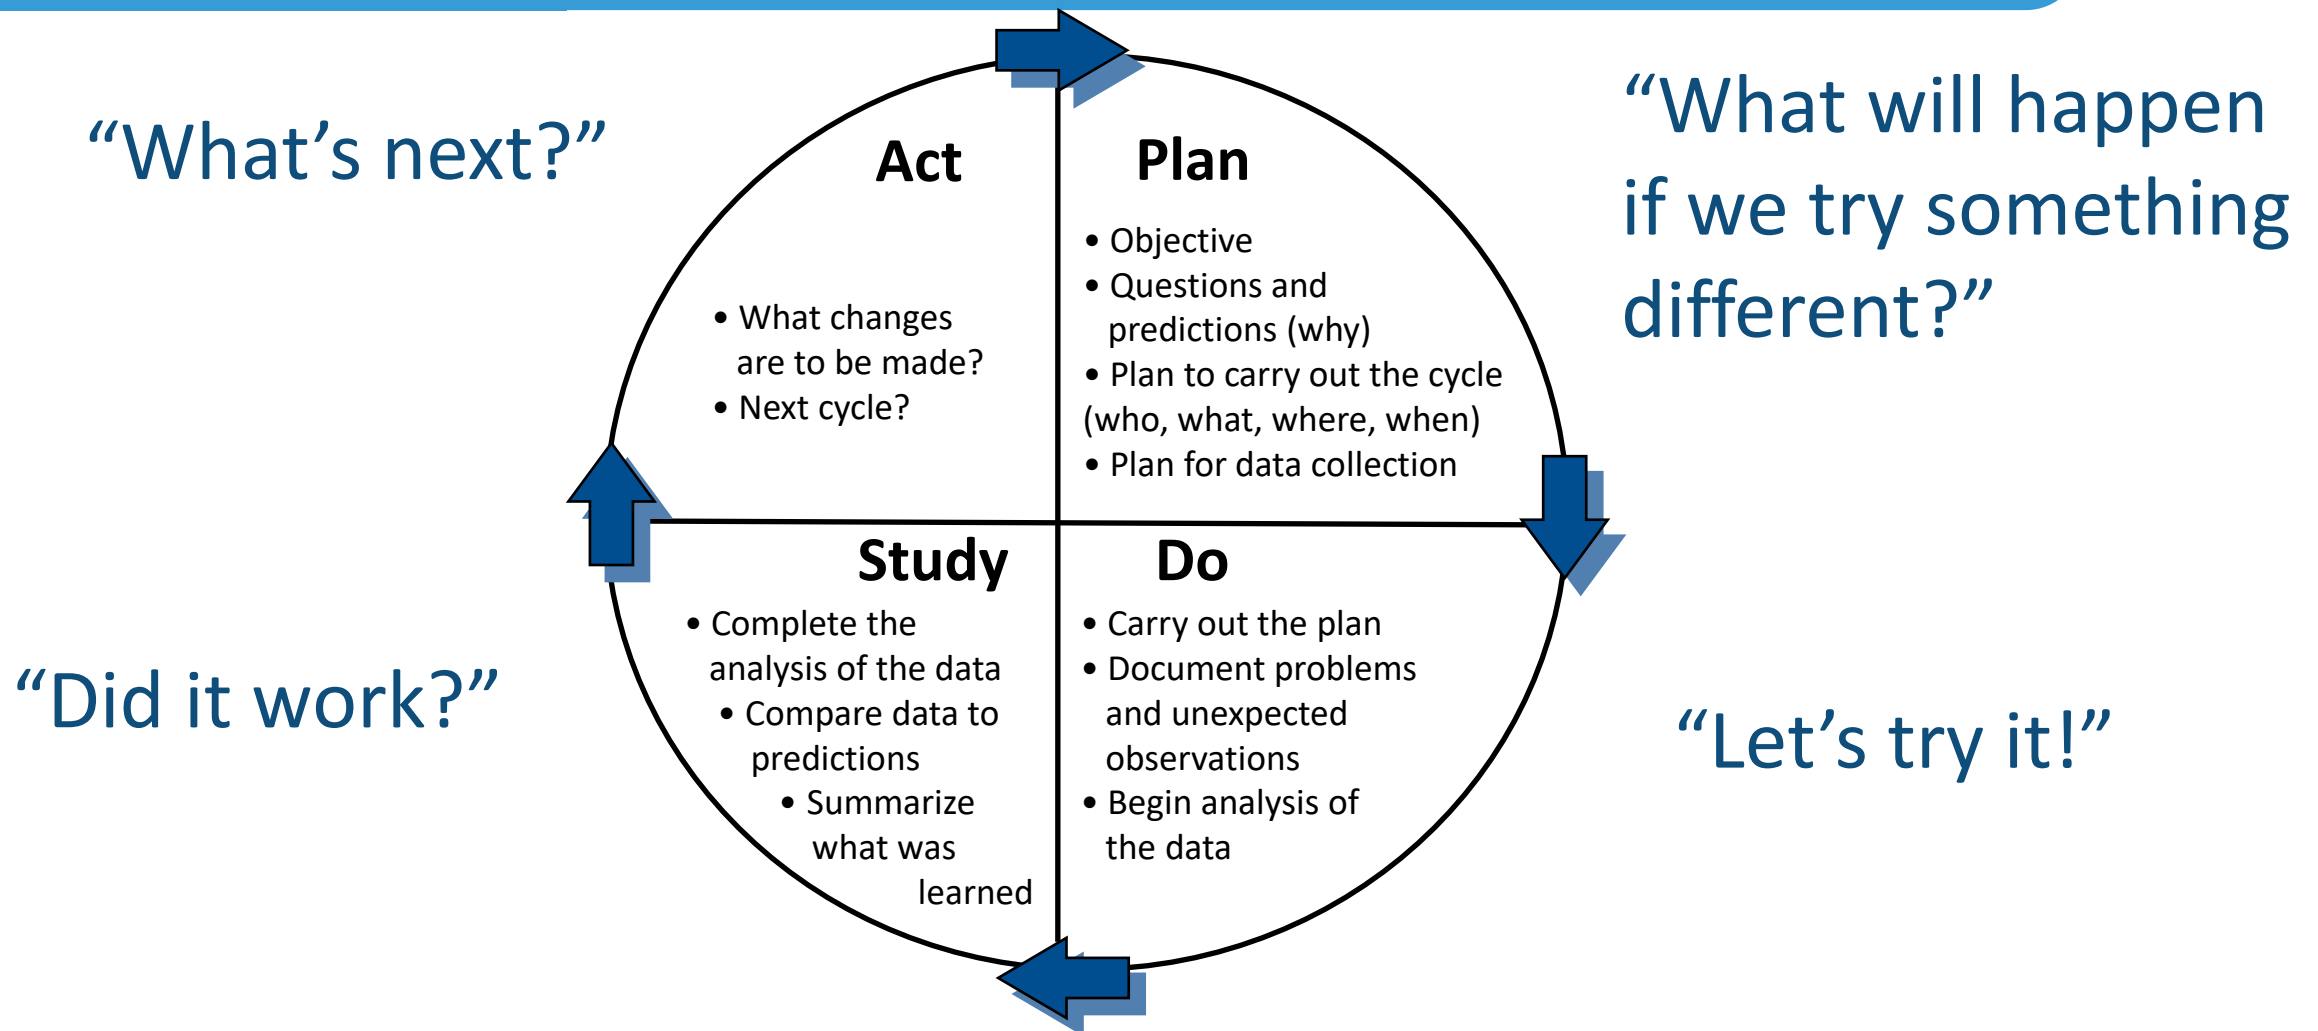 “What’s next?”
Act
• What changes
are to be made?
• Next cycle?
Plan
• Objective
• Questions and
predictions (why)
• Plan to carry out the cycle
(who, what, where, when)
• Plan for data collection
“What will happen
if we try something
different?”
“Did it work?”
Study
• Complete the
analysis of the data
• Compare data to
predictions
• Summarize
what was
learned
Do
• Carry out the plan
• Document problems
and unexpected
observations
• Begin analysis of
the data
“Let’s try it!”